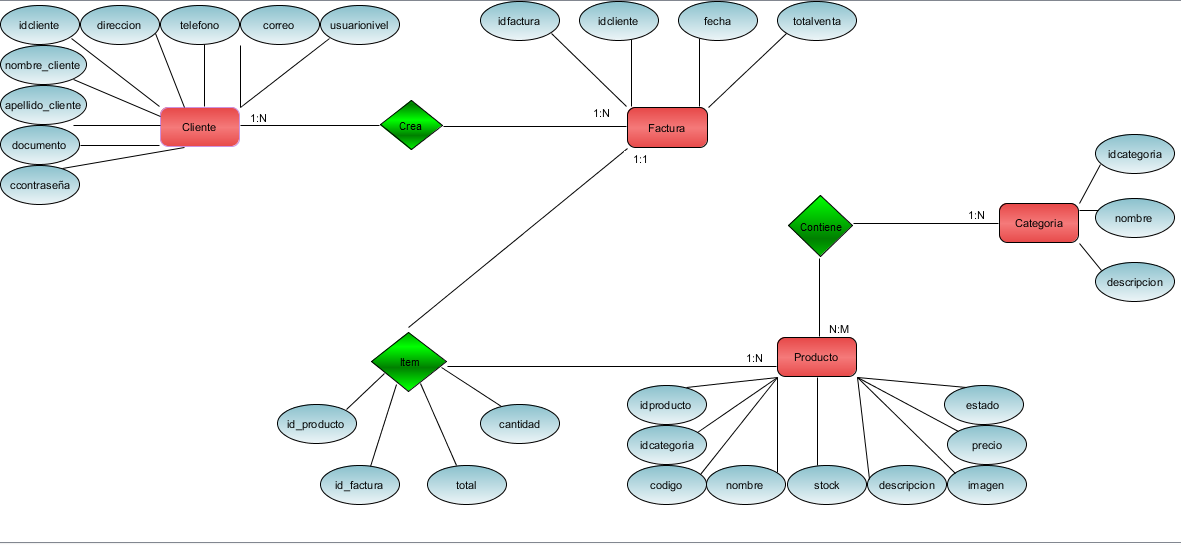 idcliente
direccion
telefono
correo
usuarionivel
nombre_cliente
apellido_cliente
documento
ccontraseña
Cliente
1:N
Crea
1:N
idfactura
idcliente
fecha
totalventa
Factura
1:1
Contiene
1:N
Categoria
idcategoria
nombre
descripcion
N:M
Item
1:N
Producto
id_producto
id_factura
total
cantidad
idproducto
idcategoria
codigo
nombre
stock
descripcion
imagen
precio
estado